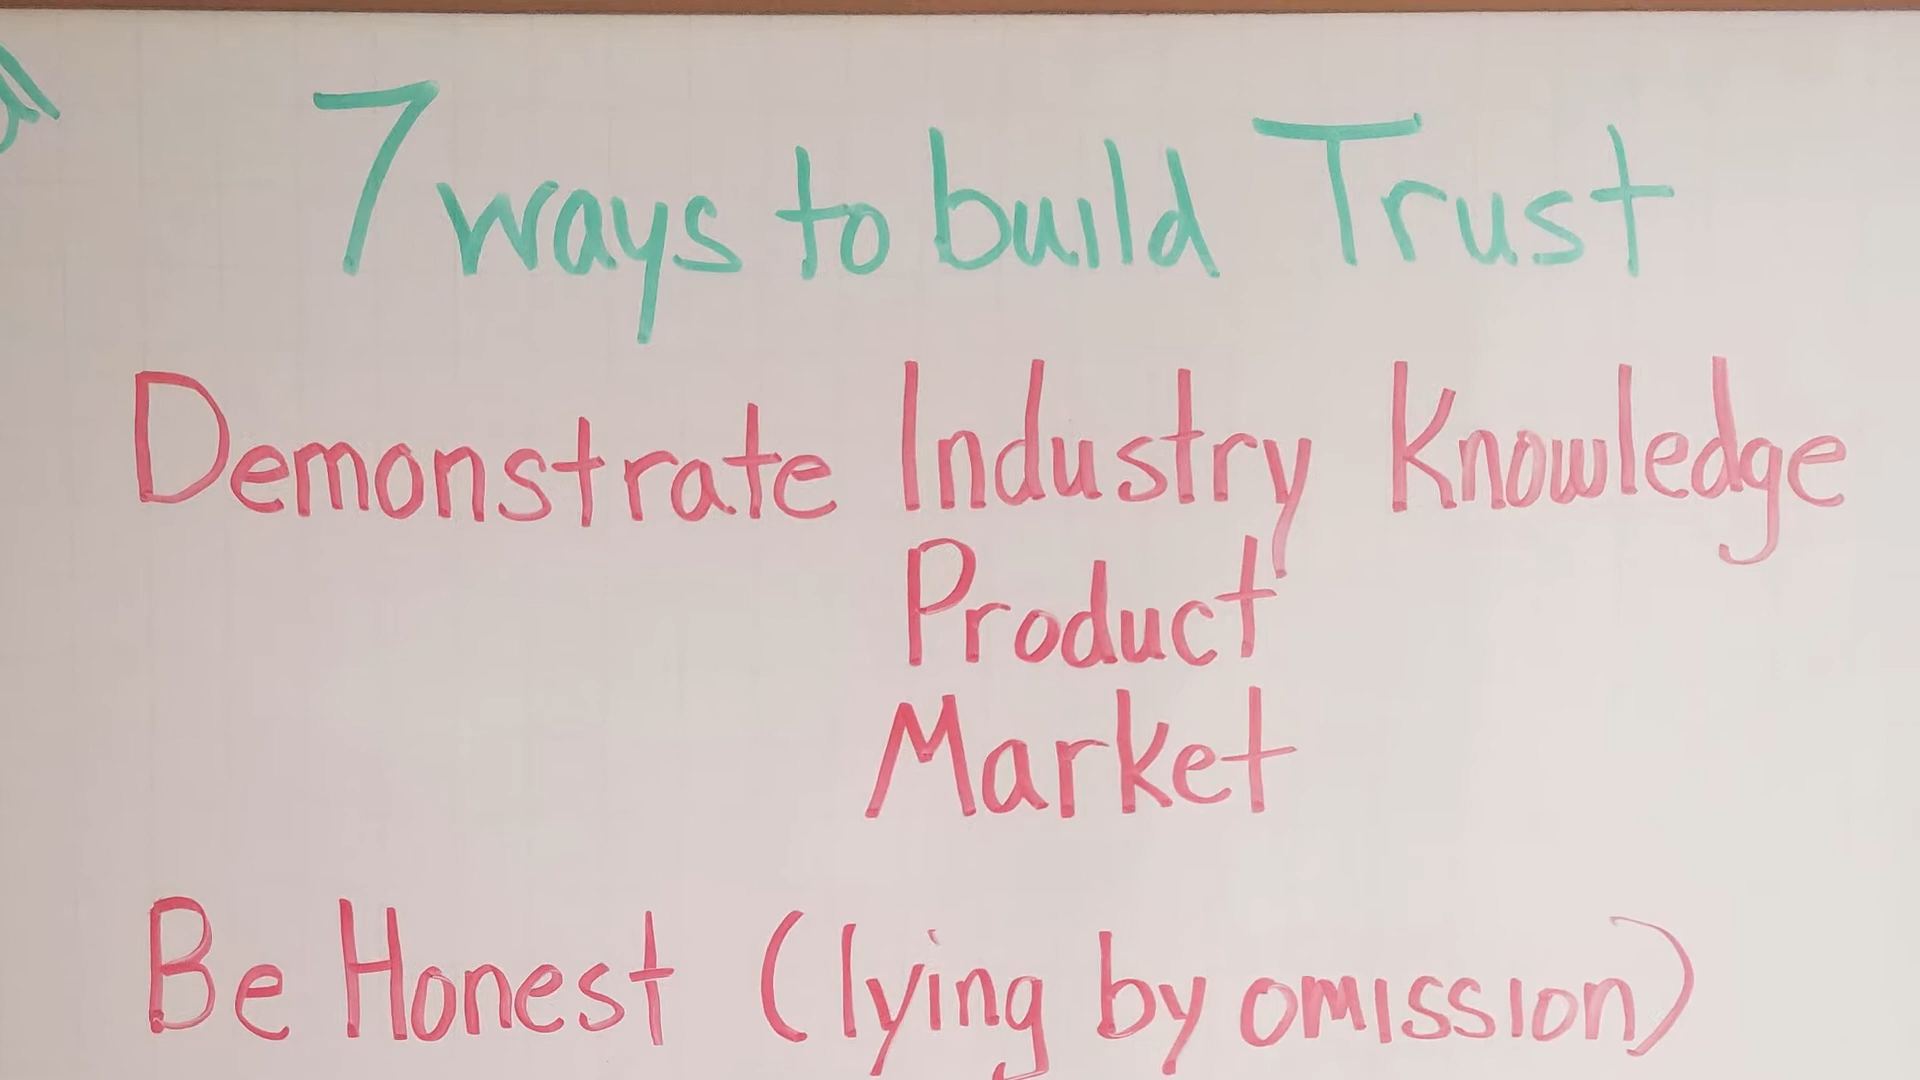 7 ways to build Trust
Demonstrate Industry Knowledge
Product
Market
Be Honest (lying by omission)